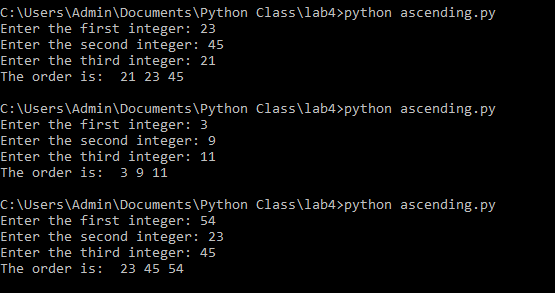 C:\Users\Admin\Documents\Python Class\lab4>python ascending.py
Enter the first integer: 23
Enter the second integer: 45
Enter the third integer: 21
The order is:  21 23 45
C:\Users\Admin\Documents\Python Class\lab4>python ascending.py
Enter the first integer: 3
Enter the second integer: 9
Enter the third integer: 11
The order is:  3 9 11
C:\Users\Admin\Documents\Python Class\lab4>python ascending.py
Enter the first integer: 54
Enter the second integer: 23
Enter the third integer: 45
The order is:  23 45 54